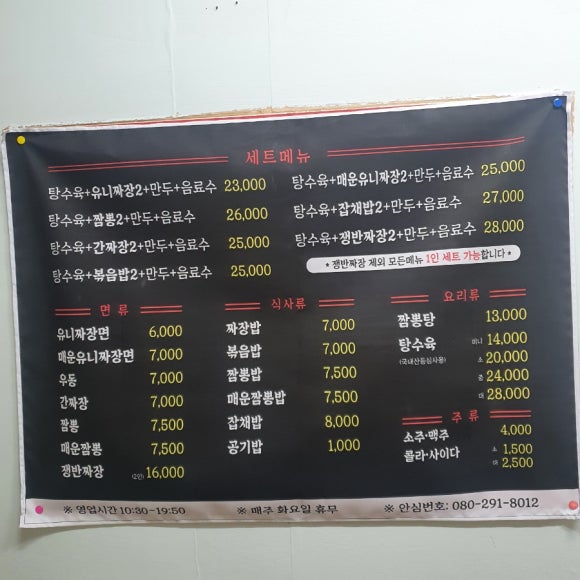 세트메뉴
탕수육+유니짜장2+만두+음료수 23,000
탕수육+짬뽕2+만두+음료수 26,000
탕수육+간짜장2+만두+음료수 25,000
탕수육+볶음밥2+만두+음료수 25,000
탕수육+매운유니짜장2+만두+음료수 25,000
탕수육+잡채밥2+만두+음료수 27,000
탕수육+쟁반짜장2+만두+음료수 28,000
* 쟁반짜장 제외 모든메뉴 1인 세트 가능합니다 *
면 류
유니짜장면 6,000
매운유니짜장면 7,000
우동 7,000
간짜장 7,000
짬뽕 7,500
매운짬뽕 7,500
쟁반짜장 (2인) 16,000
식사류
짜장밥 7,000
볶음밥 7,000
짬뽕밥 7,500
매운짬뽕밥 7,500
잡채밥 8,000
공기밥 1,000
요리류
짬뽕탕 13,000
탕수육 미니 14,000
(국내산등심사용) 소 20,000
중 24,000
대 28,000
주 류
소주·맥주 4,000
콜라·사이다 소 1,500
대 2,500
※ 영업시간 10:30~19:50
※ 매주 화요일 휴무
※ 안심번호: 080-291-8012